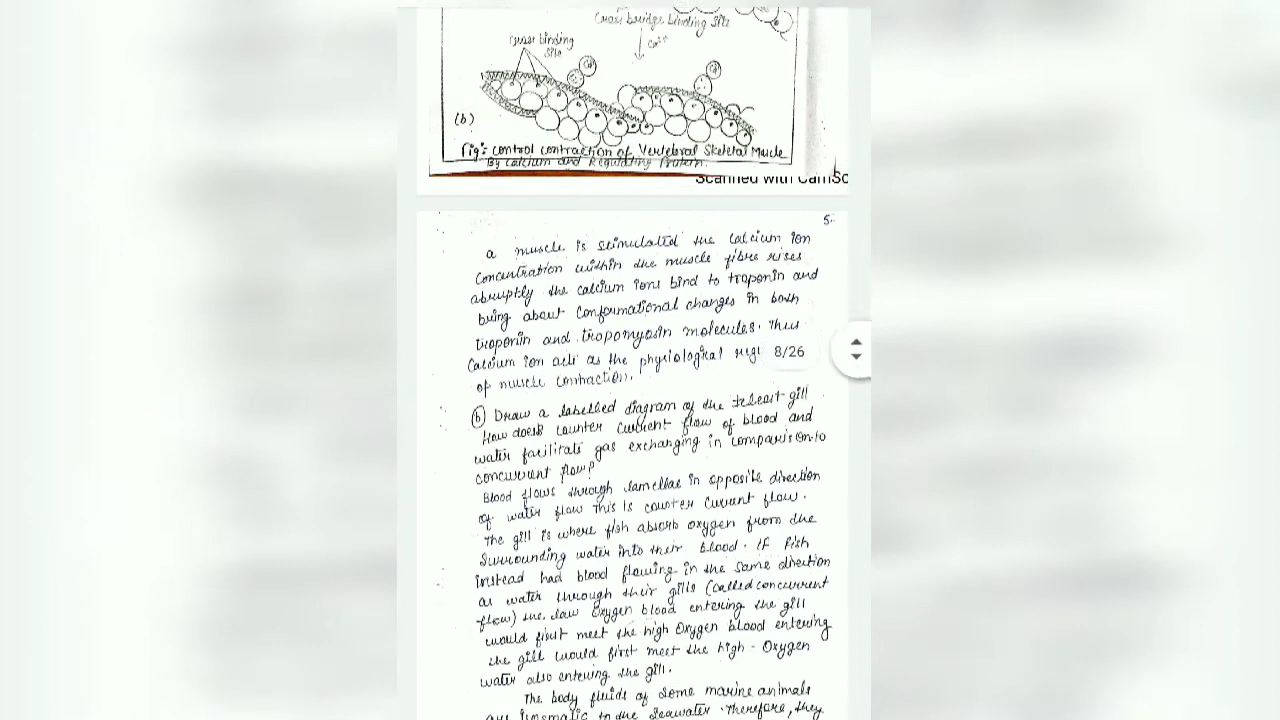 Cross bridge binding site
Ca²⁺
cross binding
site
Ca
Ca
(b)
Fig: Control contraction of Vertebral Skeletal Muscle
By Calcium and Regulating Protein.
Scanned with CamSc
5.
a muscle is stimulated the calcium ion
concentration within the muscle fibre rises
abruptly the calcium ions bind to troponin and
bring about conformational changes in both
troponin and tropomyosin molecules. Thus
Calcium ion acts as the physiological
8/26
of muscle contraction.
(b) Draw a labelled diagram of the teleost gill
How does counter current flow of blood and
water facilitate gas exchanging in comparison to
concurrent flow?
Blood flows through lamellae in opposite direction
of water flow This is counter current flow.
The gill is where fish absorb oxygen from the
surrounding water into their blood. If fish
instead had blood flowing in the same direction
as water through their gills (called concurrent
flow) the low oxygen blood entering the gill
would first meet the high oxygen blood entering
the gill would first meet the high-oxygen
water also entering the gill.
The body fluids of some marine animals
are to the seawater. Therefore, they